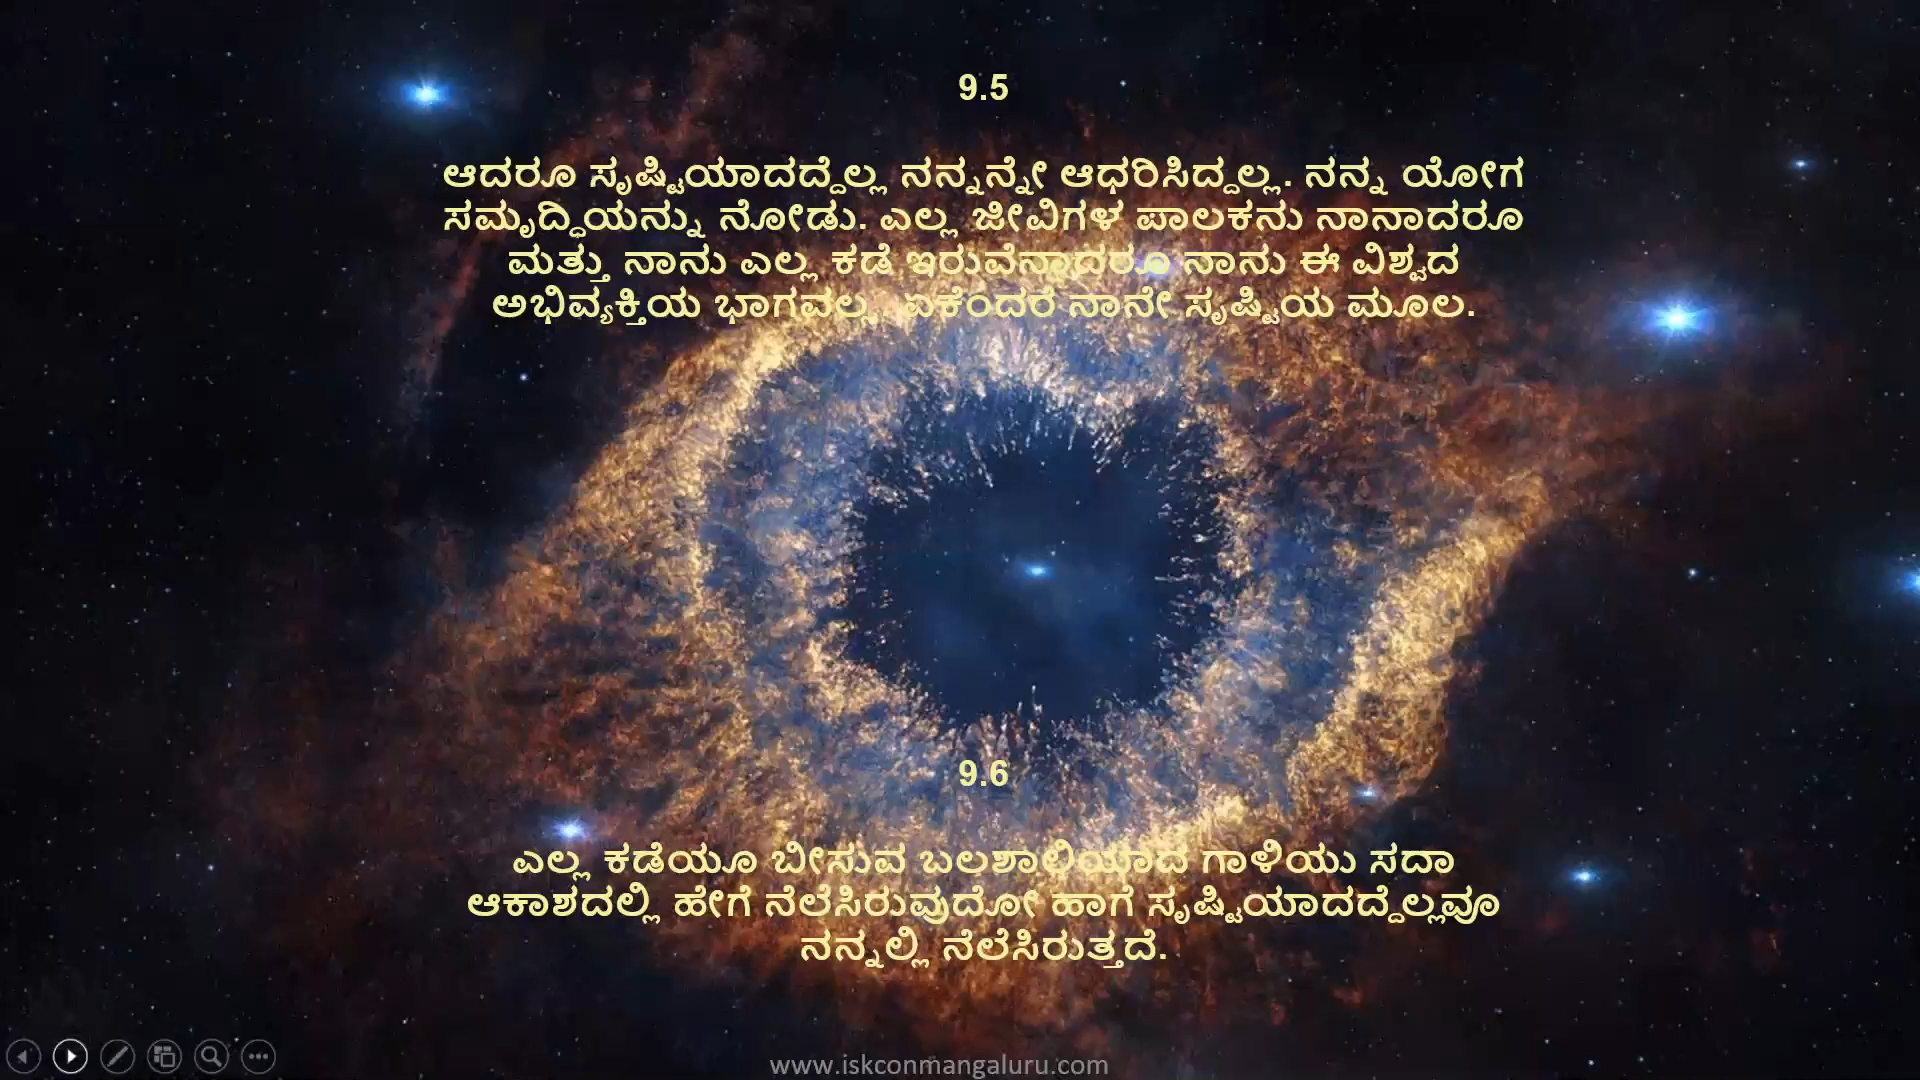 9.5
ಆದರೂ ಸೃಷ್ಟಿಯಾದದ್ದೆಲ್ಲ ನನ್ನನ್ನೇ ಆಧರಿಸಿದ್ದಲ್ಲ. ನನ್ನ ಯೋಗ
ಸಮೃದ್ಧಿಯನ್ನು ನೋಡು. ಎಲ್ಲ ಜೀವಿಗಳ ಪಾಲಕನು ನಾನಾದರೂ
ಮತ್ತು ನಾನು ಎಲ್ಲ ಕಡೆ ಇರುವೆನ್ನಾದರೂ ನಾನು ಈ ವಿಶ್ವದ
ಅಭಿವ್ಯಕ್ತಿಯ ಭಾಗವಲ್ಲ, ಏಕೆಂದರೆ ನಾನೇ ಸೃಷ್ಟಿಯ ಮೂಲ.
9.6
ಎಲ್ಲ ಕಡೆಯೂ ಬೀಸುವ ಬಲಶಾಲಿಯಾದ ಗಾಳಿಯು ಸದಾ
ಆಕಾಶದಲ್ಲಿ ಹೇಗೆ ನೆಲೆಸಿರುವುದೋ ಹಾಗೆ ಸೃಷ್ಟಿಯಾದದ್ದೆಲ್ಲವೂ
ನನ್ನಲ್ಲಿ ನೆಲೆಸಿರುತ್ತದೆ.
www.iskconmangaluru.com